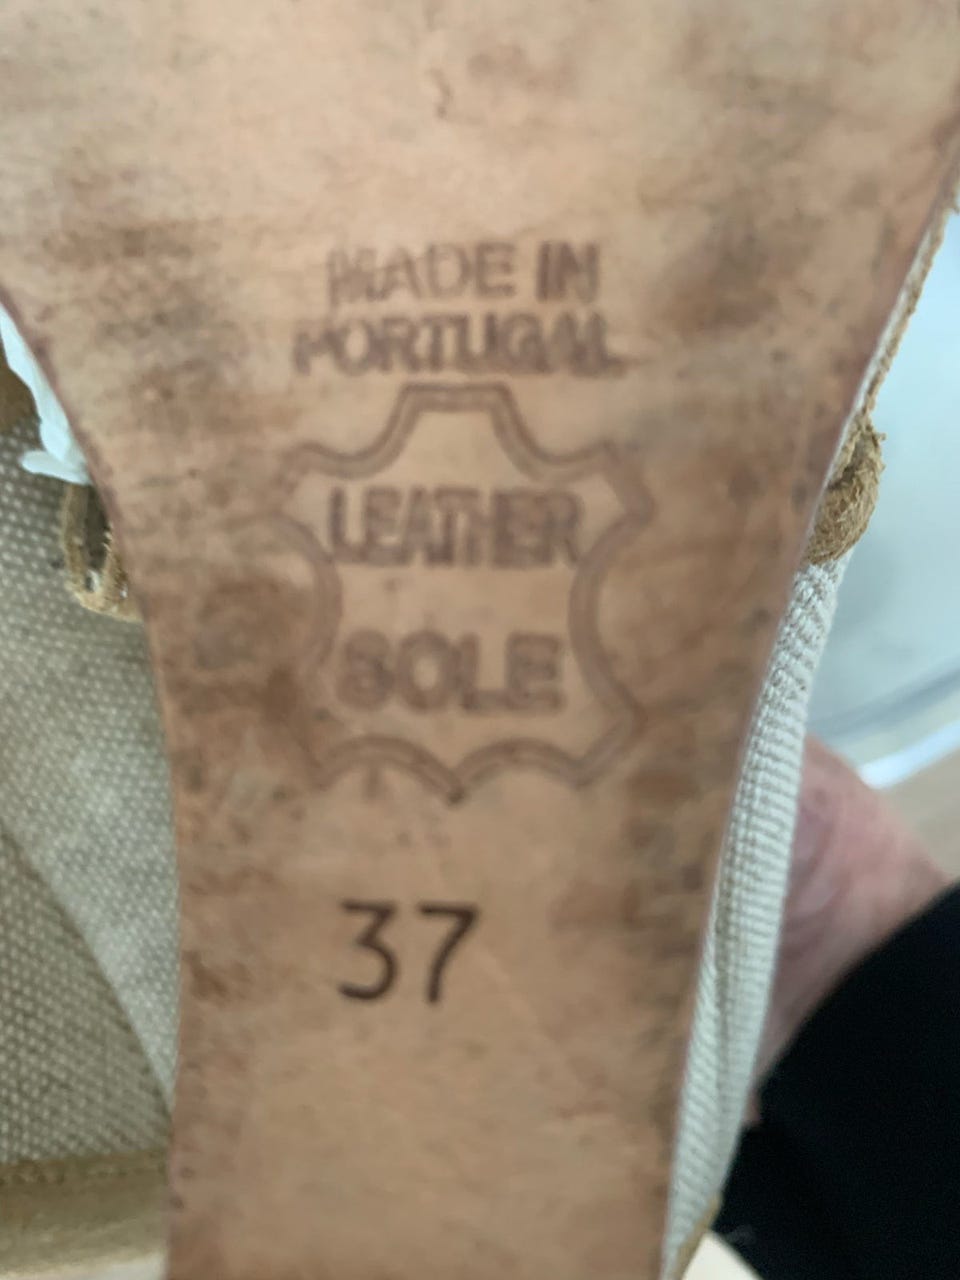 MADE IN
PORTUGAL
LEATHER
SOLE
37